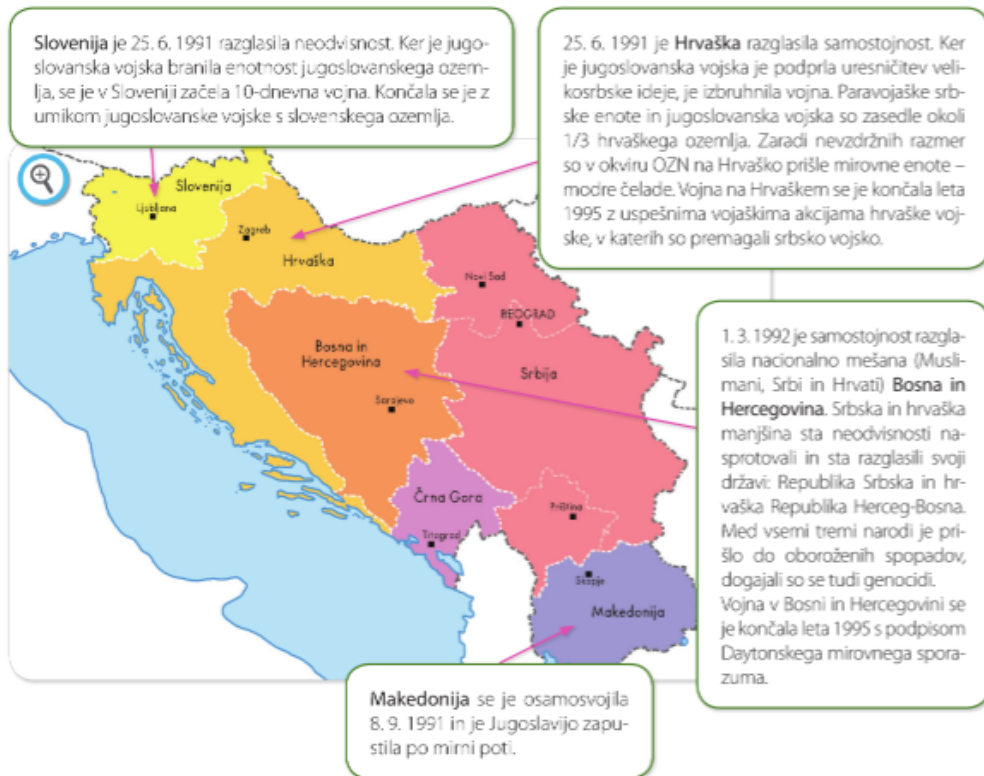 Slovenija je 25. 6. 1991 razglasila neodvisnost. Ker je jugo-
slovanska vojska branila enotnost jugoslovanskega ozem-
lja, se je v Sloveniji začela 10-dnevna vojna. Končala se je z
umikom jugoslovanske vojske s slovenskega ozemlja.
25. 6. 1991 je Hrvaška razglasila samostojnost. Ker
je jugoslovanska vojska je podprla uresničitev veli-
kosrbske ideje, je izbruhnila vojna. Paravojaške srb-
ske enote in jugoslovanska vojska so zasedle okoli
1/3 hrvaškega ozemlja. Zaradi nevzdržnih razmer
so v okviru OZN na Hrvaško prišle mirovne enote –
modre čelade. Vojna na Hrvaškem se je končala leta
1995 z uspešnima vojaškima akcijama hrvaške voj-
ske, v katerih so premagali srbsko vojsko.
Slovenija
Ljubljana
Zagreb
Hrvaška
Novi Sad
BEOGRAD
Bosna in
Hercegovina
Srbija
Sarajevo
Črna Gora
Titograd
Priština
Skopje
Makedonija
1. 3. 1992 je samostojnost razgla-
sila nacionalno mešana (Musli-
mani, Srbi in Hrvati) Bosna in
Hercegovina. Srbska in hrvaška
manjšina sta neodvisnosti na-
sprotovali in sta razglasili svoji
državi: Republika Srbska in hr-
vaška Republika Herceg-Bosna.
Med vsemi tremi narodi je pri-
šlo do oboroženih spopadov,
dogajali so se tudi genocidi.
Vojna v Bosni in Hercegovini se
je končala leta 1995 s podpisom
Daytonskega mirovnega spora-
zuma.
Makedonija se je osamosvojila
8. 9. 1991 in je Jugoslavijo zapu-
stila po mirni poti.